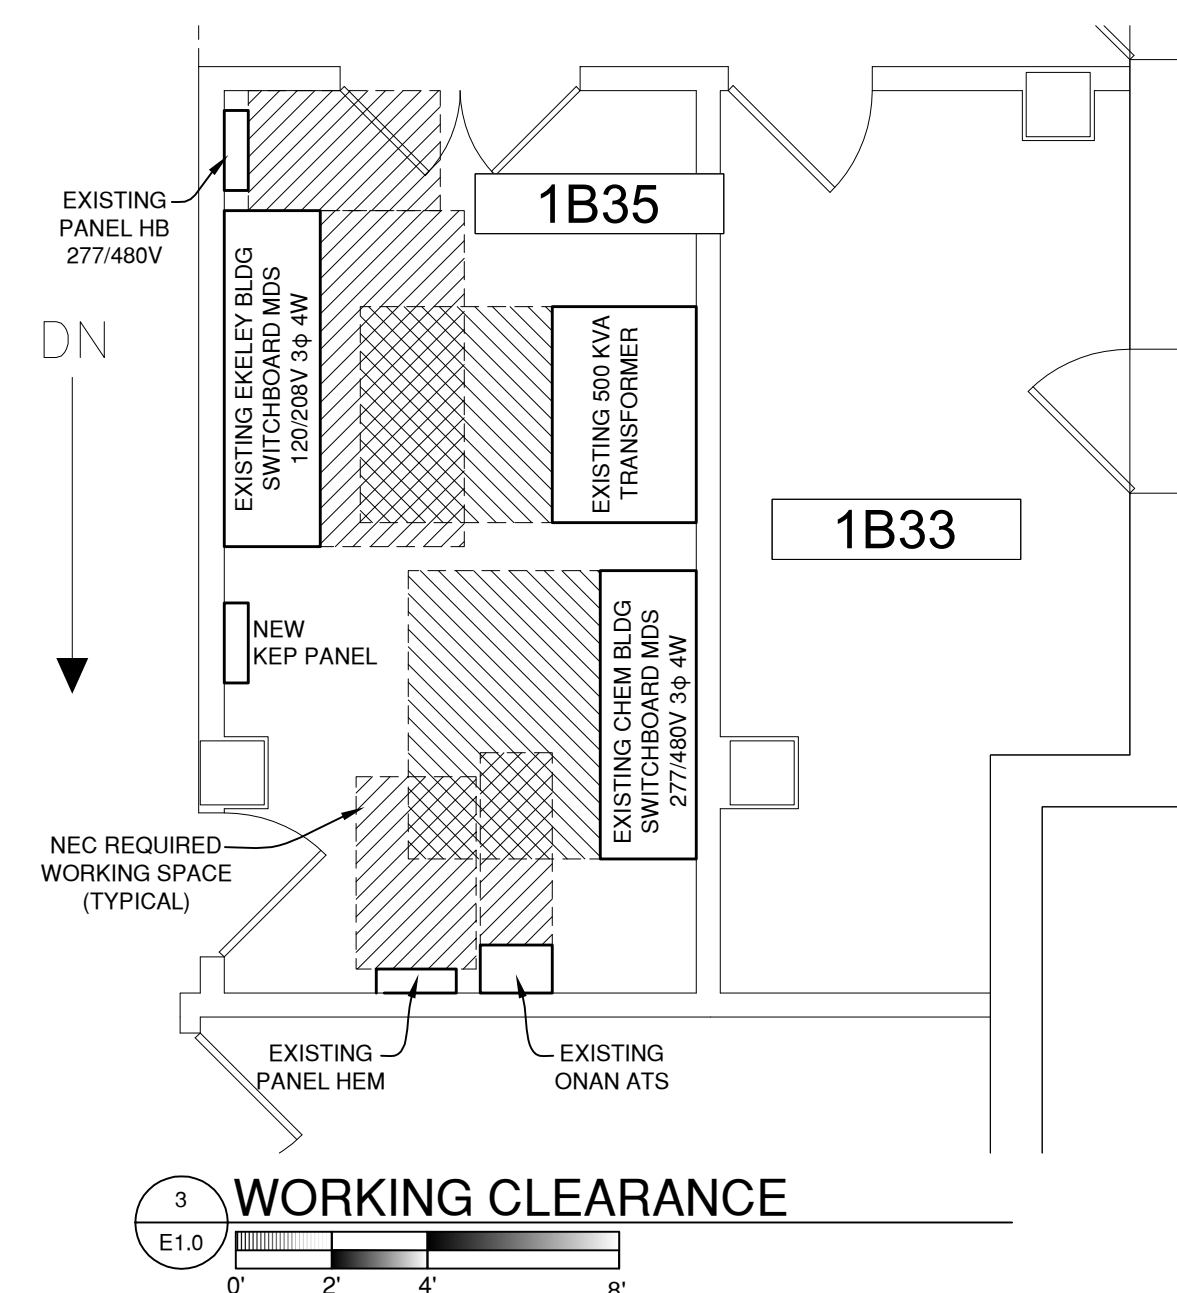 1B35
EXISTING
PANEL HB
277/480V
EXISTING EKELEY BLDG
SWITCHBOARD MDS
120/208V 3ϕ 4W
EXISTING 500 KVA
TRANSFORMER
DN
1B33
NEW
KEP PANEL
EXISTING CHEM BLDG
SWITCHBOARD MDS
277/480V 3ϕ 4W
NEC REQUIRED
WORKING SPACE
(TYPICAL)
EXISTING
PANEL HEM
EXISTING
ONAN ATS
3
E1.0
WORKING CLEARANCE
0' 2' 4' 8'